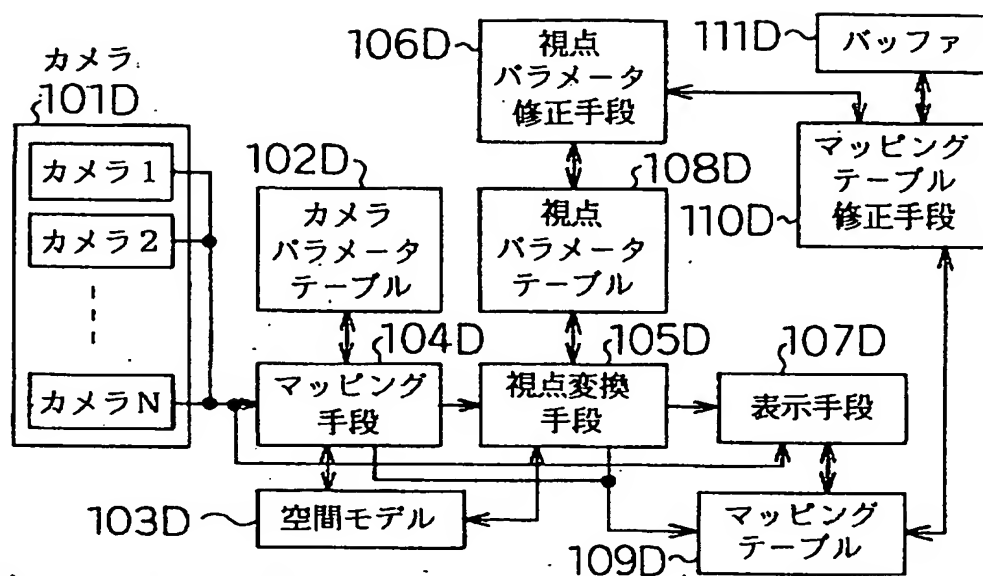 カメラ
101D
カメラ1
カメラ2
カメラN
102D
カメラ
パラメータ
テーブル
106D
視点
パラメータ
修正手段
108D
視点
パラメータ
テーブル
111D
バッファ
マッピング
テーブル
修正手段
110D
104D
マッピング
手段
105D
視点変換
手段
107D
表示手段
103D
空間モデル
109D
マッピング
テーブル